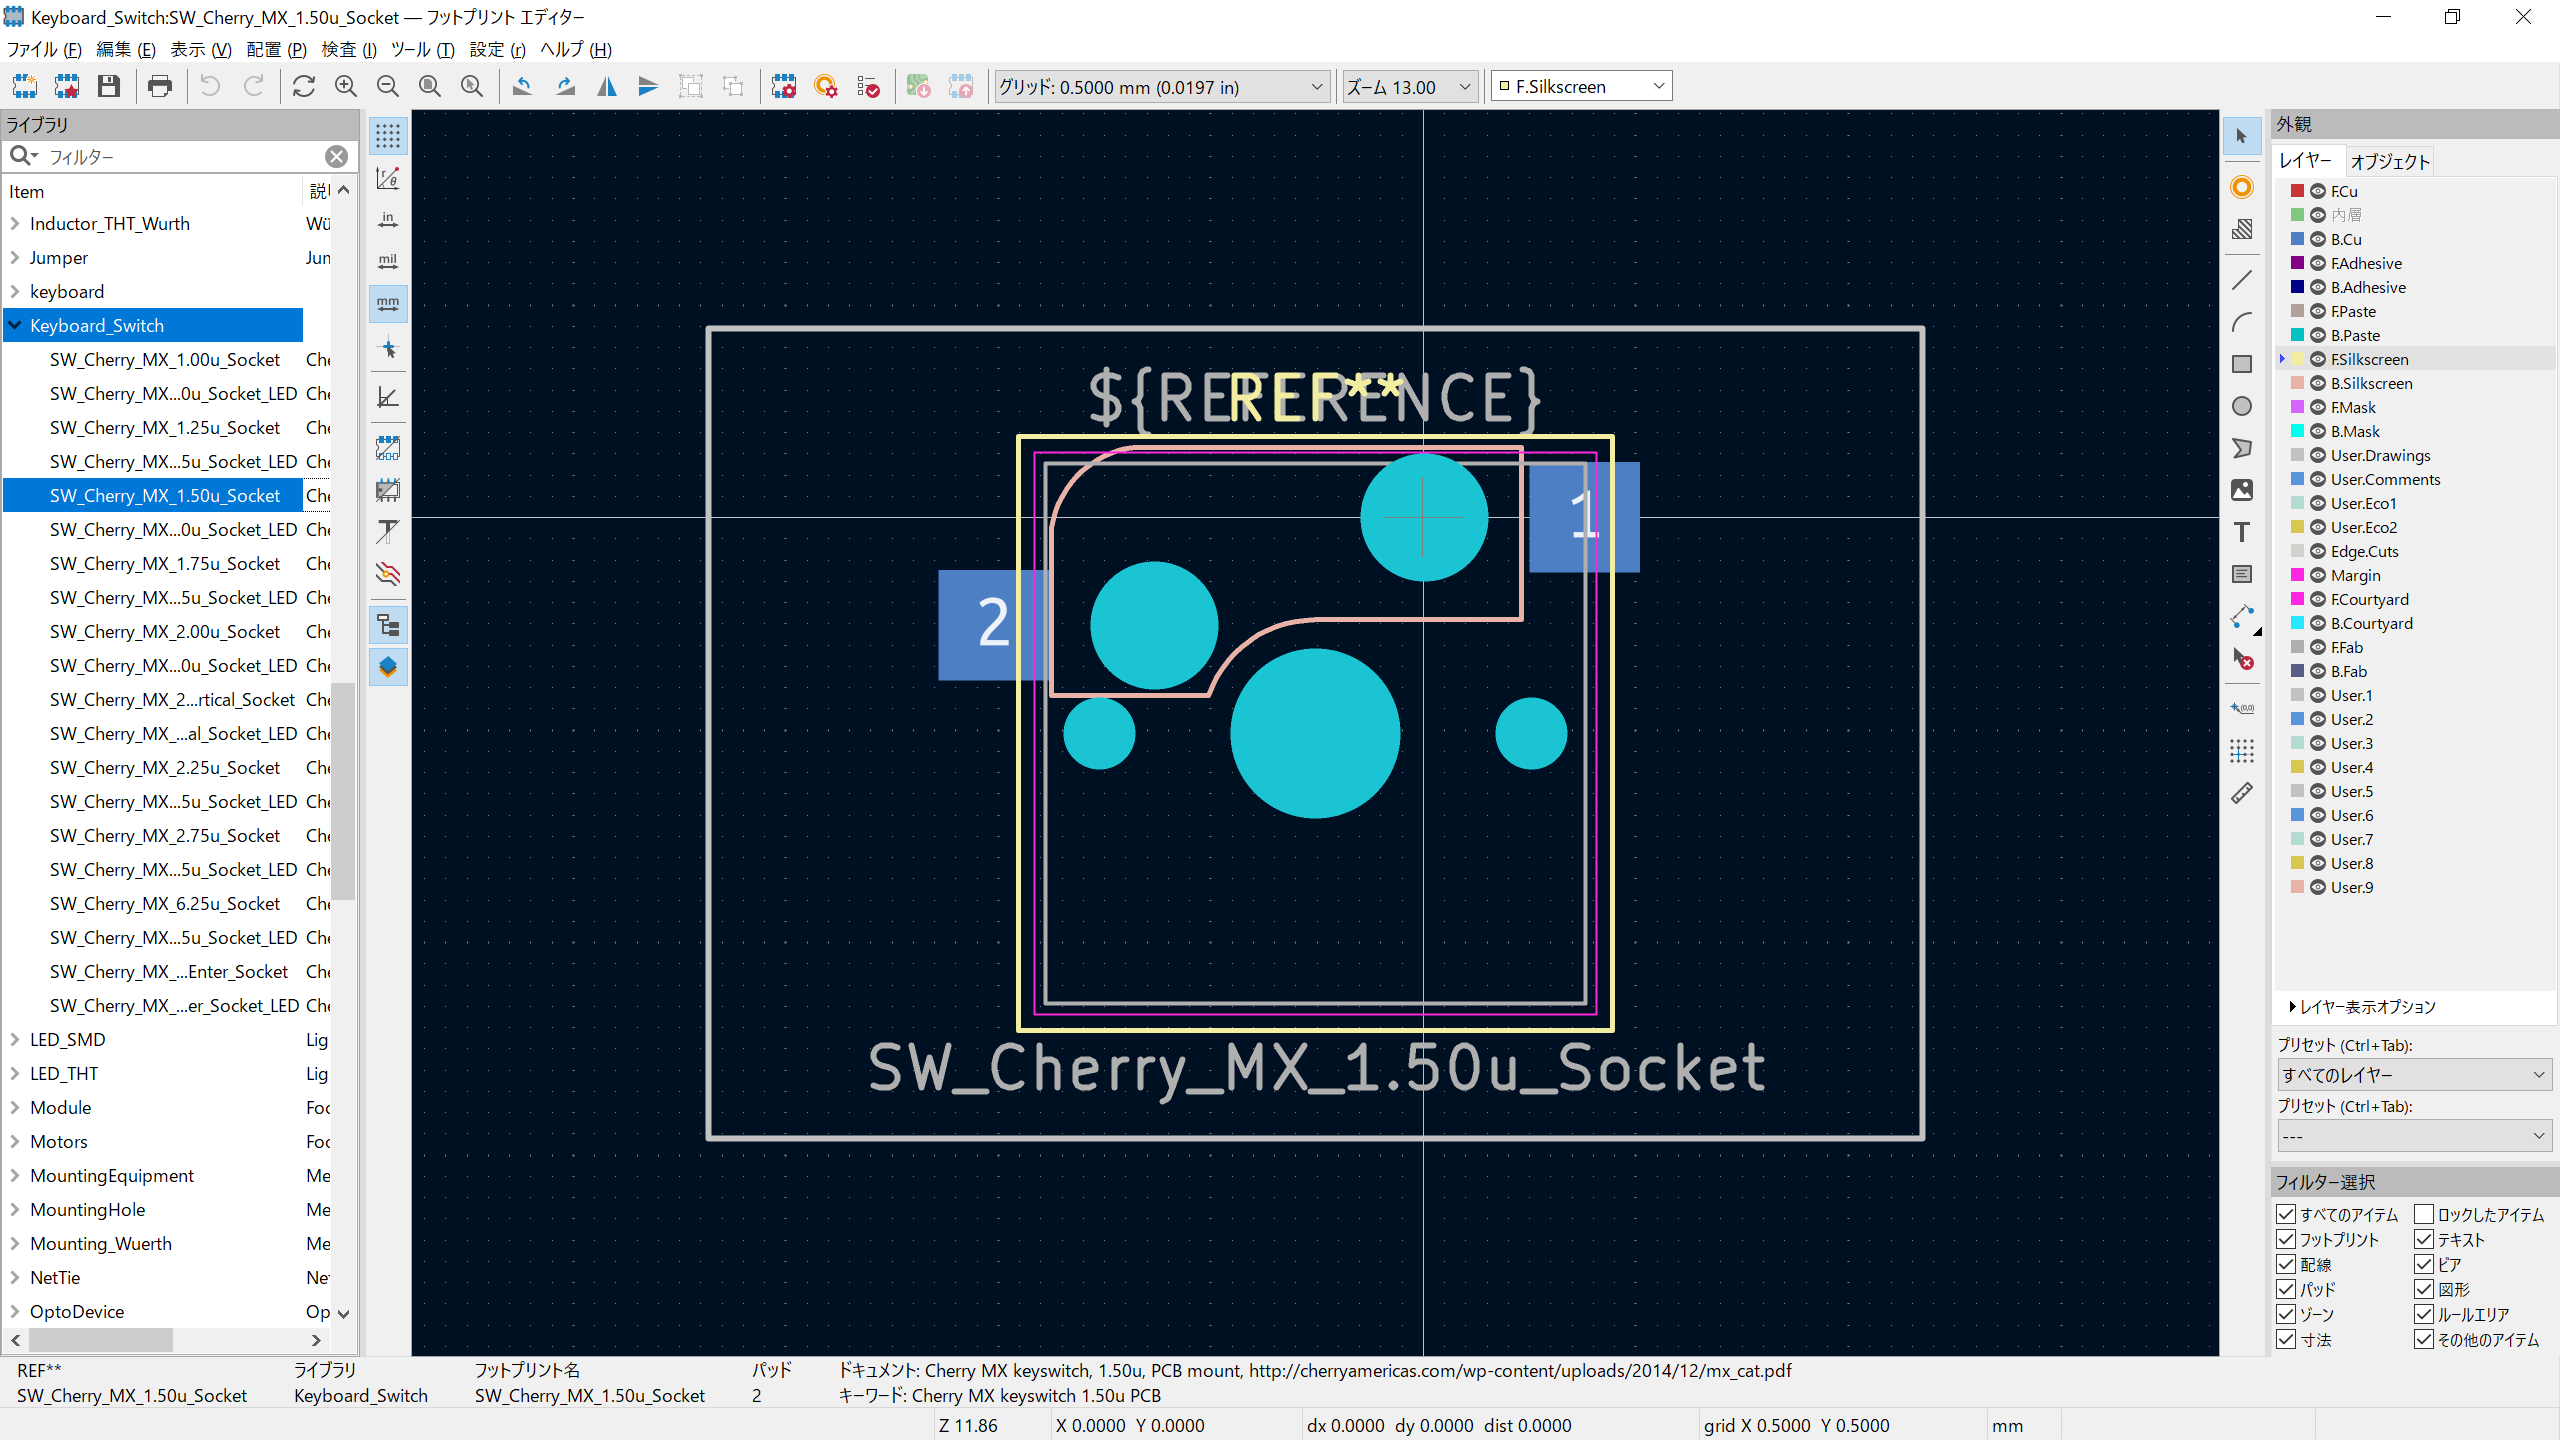 Keyboard_Switch:SW_Cherry_MX_1.50u_Socket — フットプリント エディター
ファイル (F) 編集 (E) 表示 (V) 配置 (P) 検査 (I) ツール (T) 設定 (r) ヘルプ (H)
グリッド: 0.5000 mm (0.0197 in) ズーム 13.00 F.Silkscreen
ライブラリ
フィルター
Item 説
Inductor_THT_Wurth Wü
Jumper Jun
keyboard
Keyboard_Switch
SW_Cherry_MX_1.00u_Socket Che
SW_Cherry_MX...0u_Socket_LED Che
SW_Cherry_MX_1.25u_Socket Che
SW_Cherry_MX...5u_Socket_LED Che
SW_Cherry_MX_1.50u_Socket Che
SW_Cherry_MX...0u_Socket_LED Che
SW_Cherry_MX_1.75u_Socket Che
SW_Cherry_MX...5u_Socket_LED Che
SW_Cherry_MX_2.00u_Socket Che
SW_Cherry_MX...0u_Socket_LED Che
SW_Cherry_MX_2...rtical_Socket Che
SW_Cherry_MX_...al_Socket_LED Che
SW_Cherry_MX_2.25u_Socket Che
SW_Cherry_MX...5u_Socket_LED Che
SW_Cherry_MX_2.75u_Socket Che
SW_Cherry_MX...5u_Socket_LED Che
SW_Cherry_MX_6.25u_Socket Che
SW_Cherry_MX...5u_Socket_LED Che
SW_Cherry_MX_...Enter_Socket Che
SW_Cherry_MX_...er_Socket_LED Che
LED_SMD Lig
LED_THT Lig
Module Foo
Motors Foo
MountingEquipment Me
MountingHole Me
Mounting_Wuerth Me
NetTie Ne
OptoDevice Op
in
mil
mm
${REFERENCE}
REF**
1
2
SW_Cherry_MX_1.50u_Socket
(0,0)
外観
レイヤー オブジェクト
F.Cu
内層
B.Cu
F.Adhesive
B.Adhesive
F.Paste
B.Paste
F.Silkscreen
B.Silkscreen
F.Mask
B.Mask
User.Drawings
User.Comments
User.Eco1
User.Eco2
Edge.Cuts
Margin
F.Courtyard
B.Courtyard
F.Fab
B.Fab
User.1
User.2
User.3
User.4
User.5
User.6
User.7
User.8
User.9
レイヤー表示オプション
プリセット (Ctrl+Tab):
すべてのレイヤー
プリセット (Ctrl+Tab):
---
フィルター選択
すべてのアイテム ロックしたアイテム
フットプリント テキスト
配線 ビア
パッド 図形
ゾーン ルールエリア
寸法 その他のアイテム
REF** ライブラリ フットプリント名 パッド ドキュメント: Cherry MX keyswitch, 1.50u, PCB mount, http://cherryamericas.com/wp-content/uploads/2014/12/mx_cat.pdf
SW_Cherry_MX_1.50u_Socket Keyboard_Switch SW_Cherry_MX_1.50u_Socket 2 キーワード: Cherry MX keyswitch 1.50u PCB
Z 11.86 X 0.0000 Y 0.0000 dx 0.0000 dy 0.0000 dist 0.0000 grid X 0.5000 Y 0.5000 mm